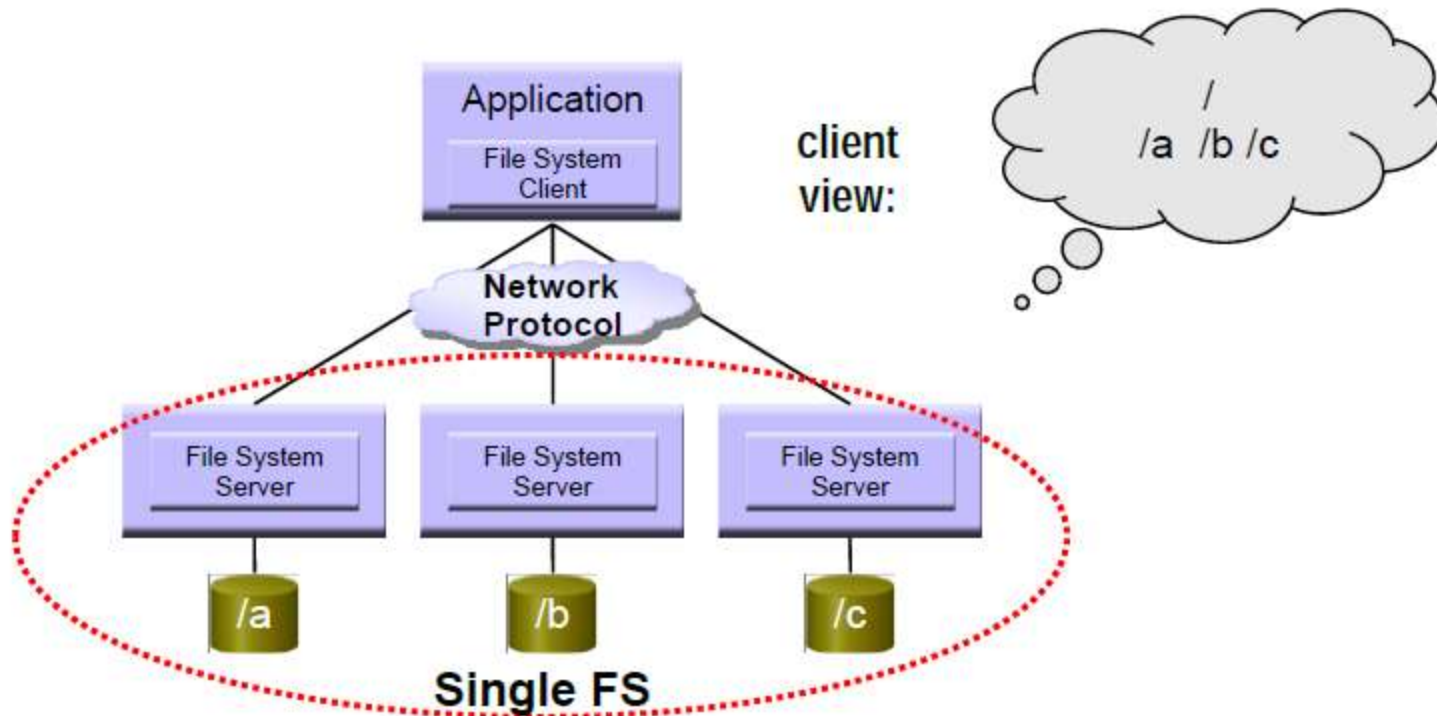 Application
File System
Client
client
view:
/
/a /b /c
Network
Protocol
File System
Server
File System
Server
File System
Server
/a
/b
/c
Single FS